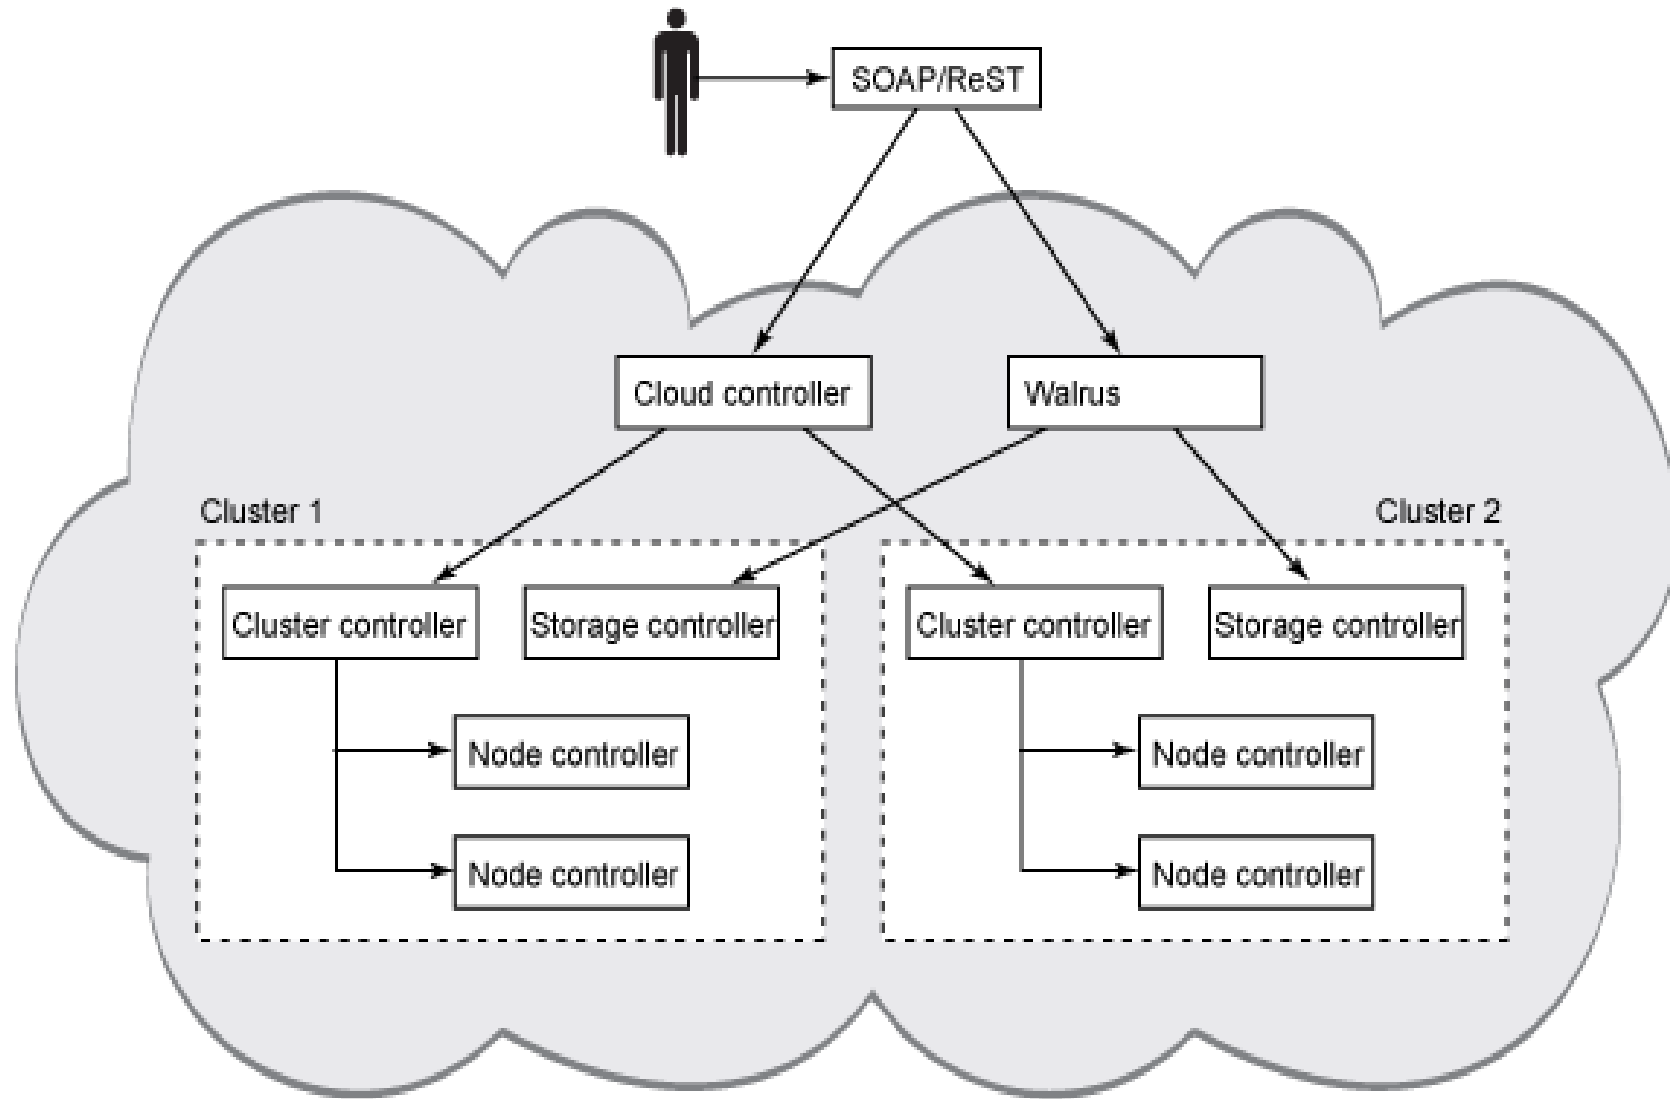 SOAP/ReST
Cloud controller
Walrus
Cluster 1
Cluster 2
Cluster controller
Storage controller
Cluster controller
Storage controller
Node controller
Node controller
Node controller
Node controller